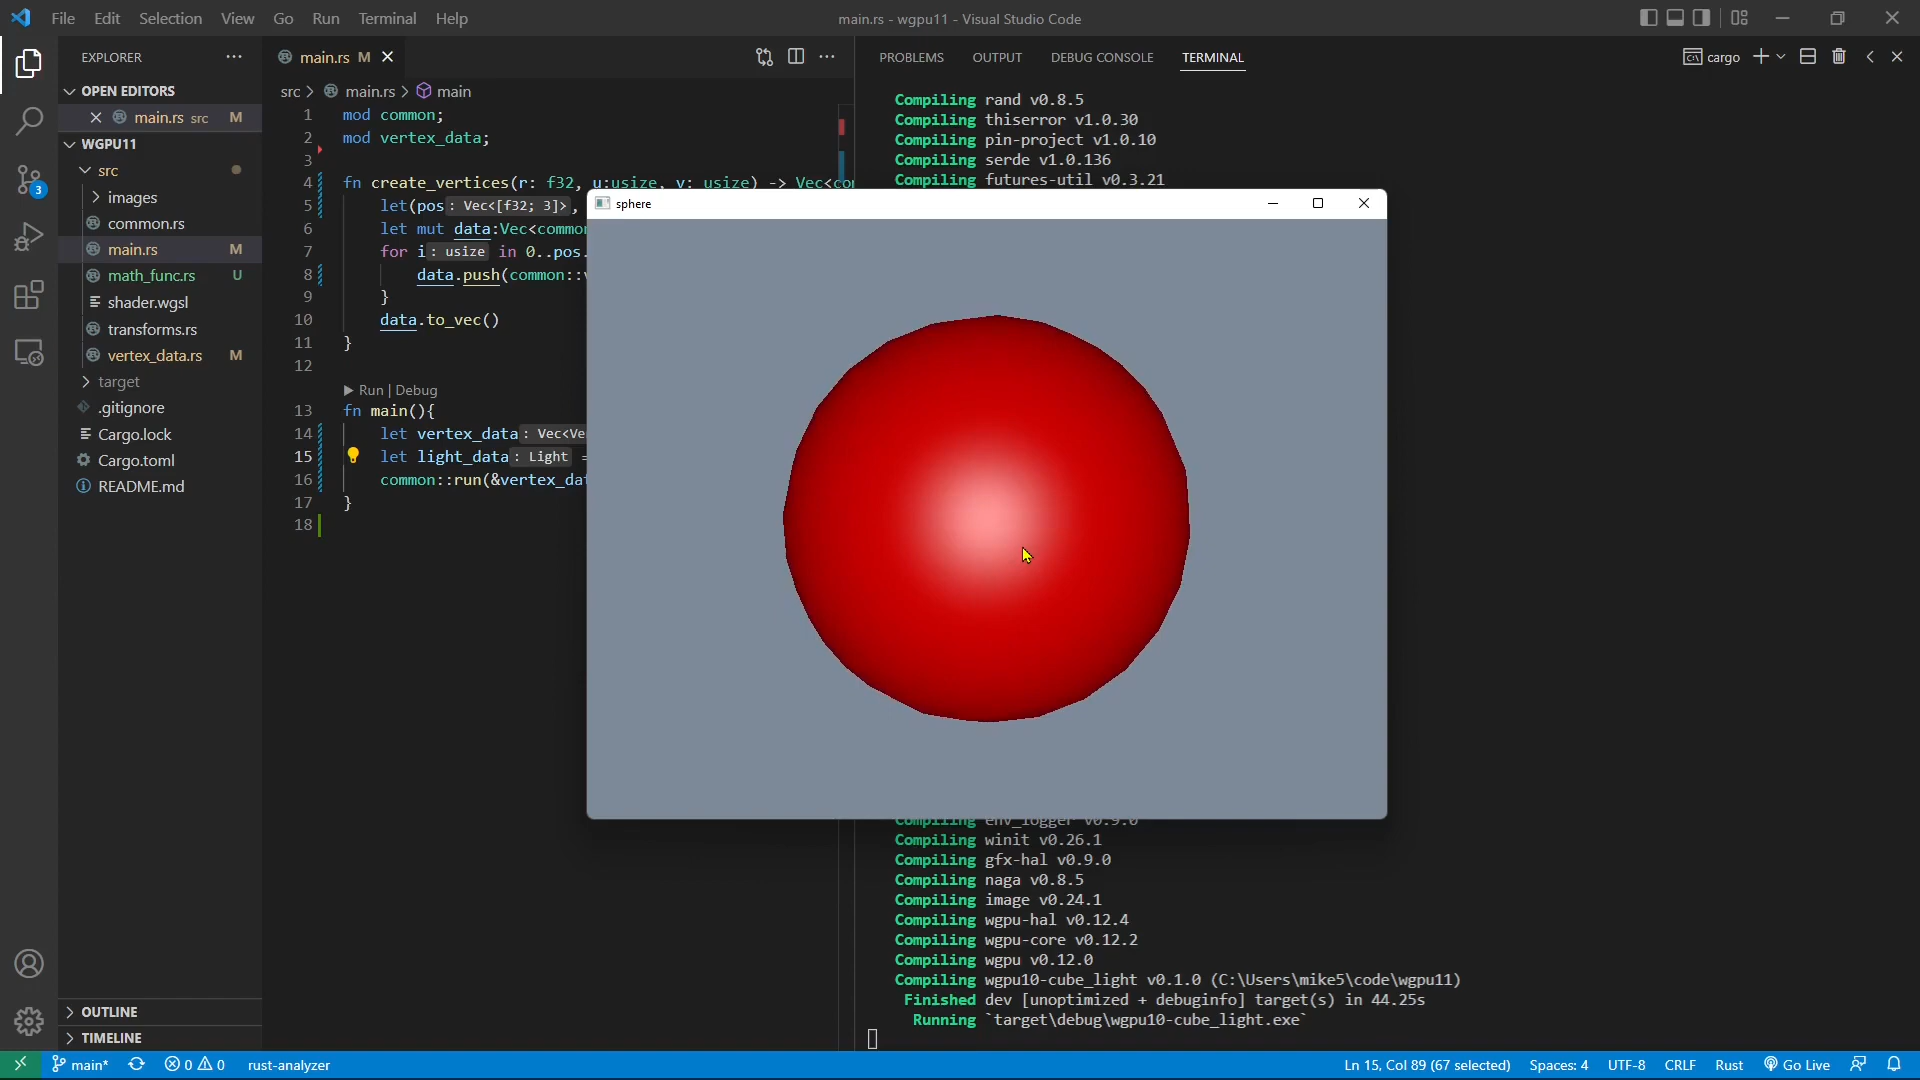 File Edit Selection View Go Run Terminal Help
main.rs - wgpu11 - Visual Studio Code
EXPLORER
OPEN EDITORS
main.rs src M
WGPU11
src
images
common.rs
main.rs M
math_func.rs U
shader.wgsl
transforms.rs
vertex_data.rs M
target
.gitignore
Cargo.lock
Cargo.toml
README.md
OUTLINE
TIMELINE
3
main.rs M
src > main.rs > main
1 mod common;
2 mod vertex_data;
3
4 fn create_vertices(r: f32, u:usize, v: usize) -> Vec<co
5 let(pos: Vec<[f32; 3]>,
6 let mut data:Vec<common
7 for i: usize in 0..pos.
8 data.push(common::
9 }
10 data.to_vec()
11 }
12
Run | Debug
13 fn main(){
14 let vertex_data: Vec<Ve
15 let light_data: Light =
16 common::run(&vertex_da
17 }
18
sphere
PROBLEMS OUTPUT DEBUG CONSOLE TERMINAL
cargo
Compiling rand v0.8.5
Compiling thiserror v1.0.30
Compiling pin-project v1.0.10
Compiling serde v1.0.136
Compiling futures-util v0.3.21
Compiling env_logger v0.9.0
Compiling winit v0.26.1
Compiling gfx-hal v0.9.0
Compiling naga v0.8.5
Compiling image v0.24.1
Compiling wgpu-hal v0.12.4
Compiling wgpu-core v0.12.2
Compiling wgpu v0.12.0
Compiling wgpu10-cube_light v0.1.0 (C:\Users\mike5\code\wgpu11)
Finished dev [unoptimized + debuginfo] target(s) in 44.25s
Running `target\debug\wgpu10-cube_light.exe`
main* 0 0 rust-analyzer
Ln 15, Col 89 (67 selected) Spaces: 4 UTF-8 CRLF Rust Go Live